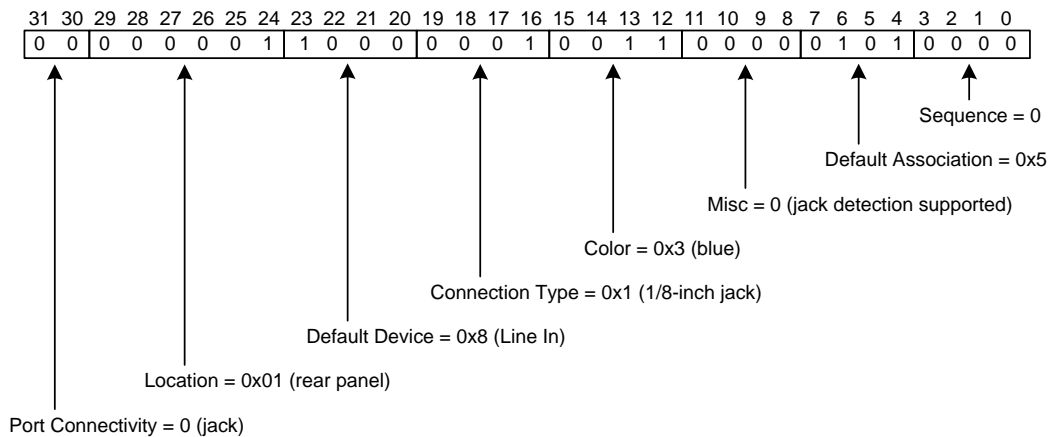 31 30 29 28 27 26 25 24 23 22 21 20 19 18 17 16 15 14 13 12 11 10 9 8 7 6 5 4 3 2 1 0
0 0 0 0 0 0 0 1 1 0 0 0 0 0 0 1 0 0 1 1 0 0 0 0 0 1 0 1 0 0 0 0
Sequence = 0
Default Association = 0x5
Misc = 0 (jack detection supported)
Color = 0x3 (blue)
Connection Type = 0x1 (1/8-inch jack)
Default Device = 0x8 (Line In)
Location = 0x01 (rear panel)
Port Connectivity = 0 (jack)